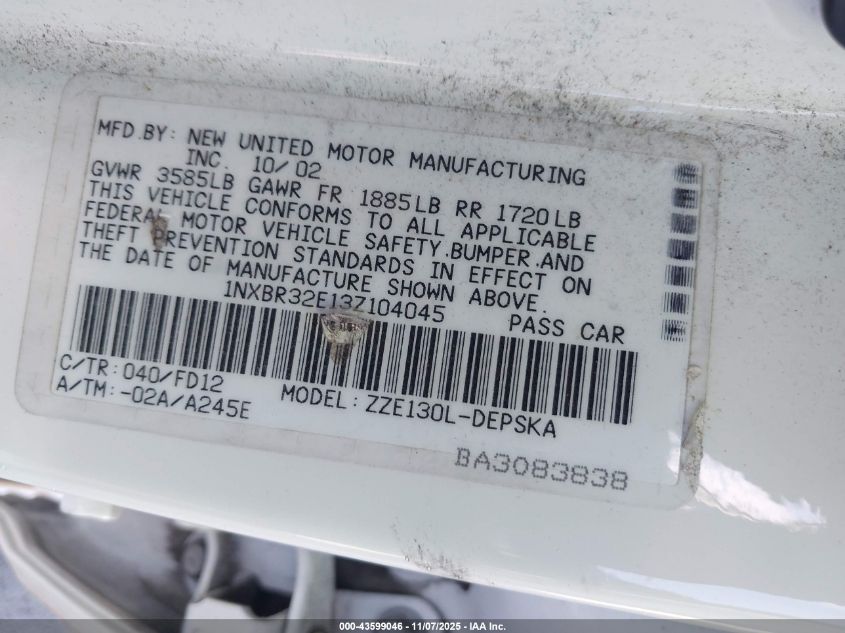 MFD.BY: NEW UNITED MOTOR MANUFACTURING
INC. 10/02
GVWR 3585LB GAWR FR 1885LB RR 1720LB
THIS VEHICLE CONFORMS TO ALL APPLICABLE
FEDERAL MOTOR VEHICLE SAFETY.BUMPER.AND
THEFT PREVENTION STANDARDS IN EFFECT ON
THE DATE OF MANUFACTURE SHOWN ABOVE.
1NXBR32E13Z104045 PASS CAR
C/TR: 040/FD12
A/TM: -02A/A245E
MODEL: ZZE130L-DEPSKA
BA3083838
000-43599046 - 11/07/2025 - IAA Inc.